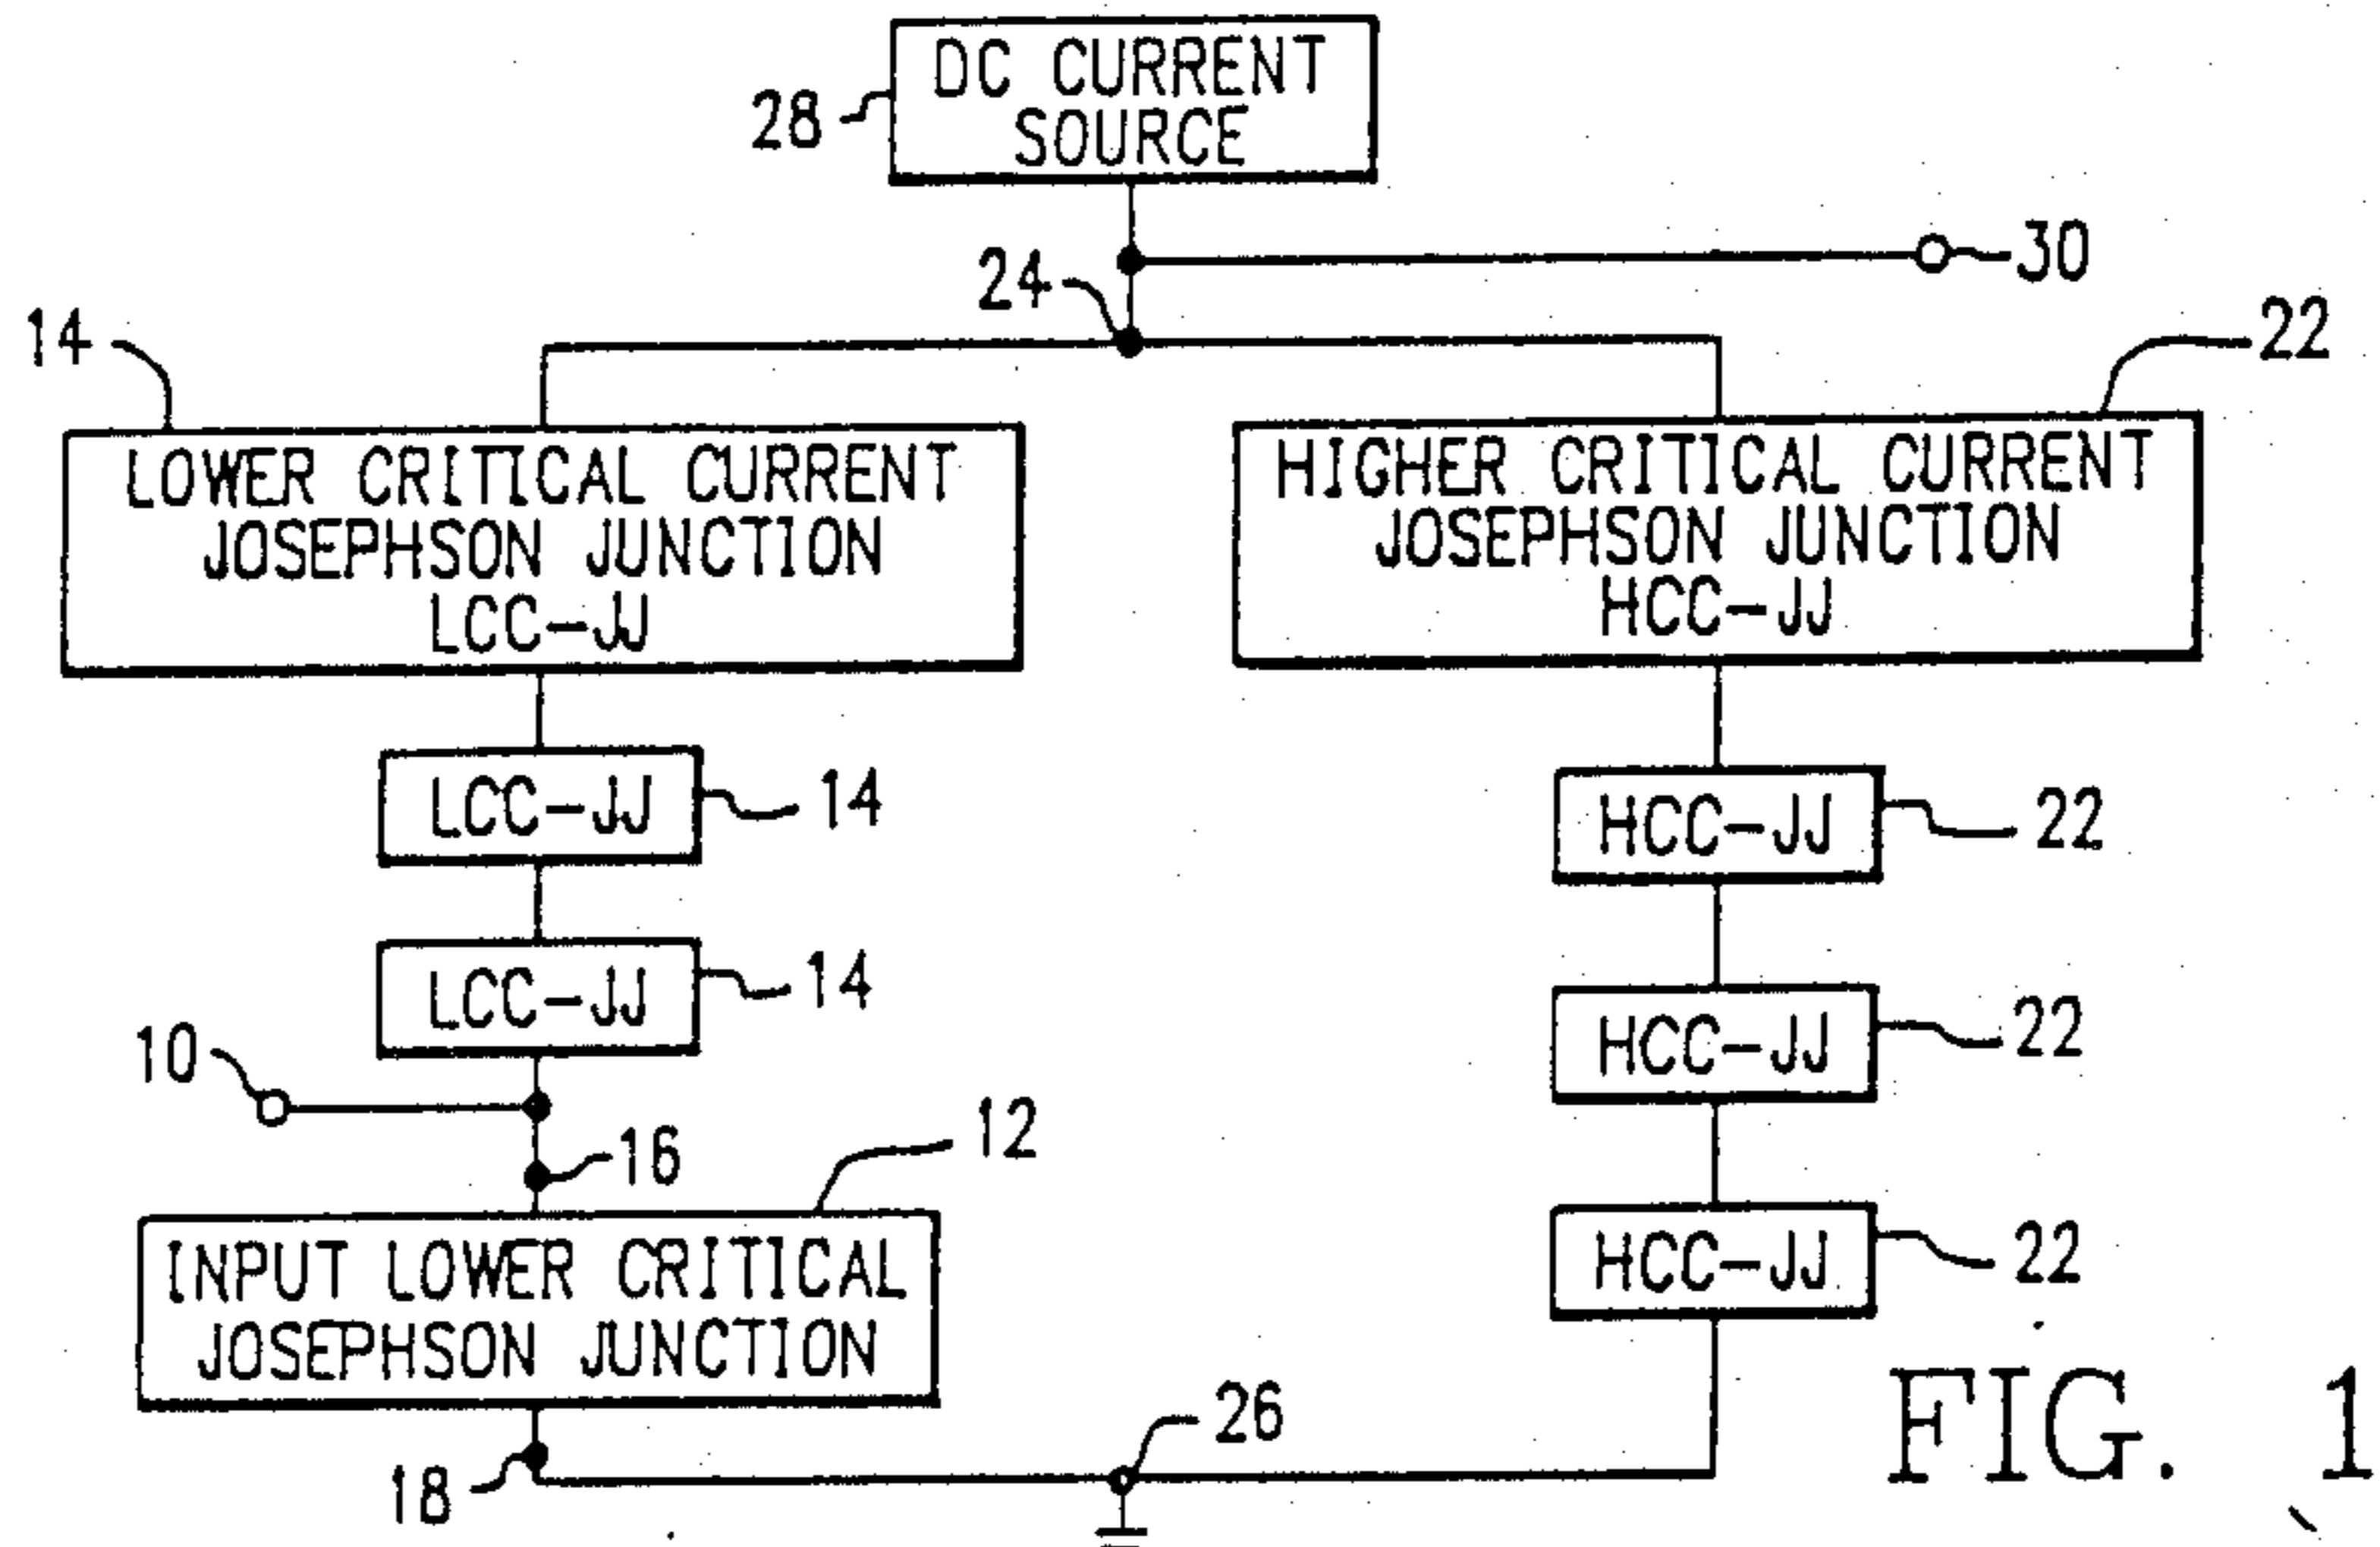 DC CURRENT
SOURCE
28
30
24
14
22
LOWER CRITICAL CURRENT
JOSEPHSON JUNCTION
LCC-JJ
HIGHER CRITICAL CURRENT
JOSEPHSON JUNCTION
HCC-JJ
LCC-JJ
14
HCC-JJ
22
LCC-JJ
14
HCC-JJ
22
10
16
12
INPUT LOWER CRITICAL
JOSEPHSON JUNCTION
HCC-JJ
22
18
26
FIG. 1